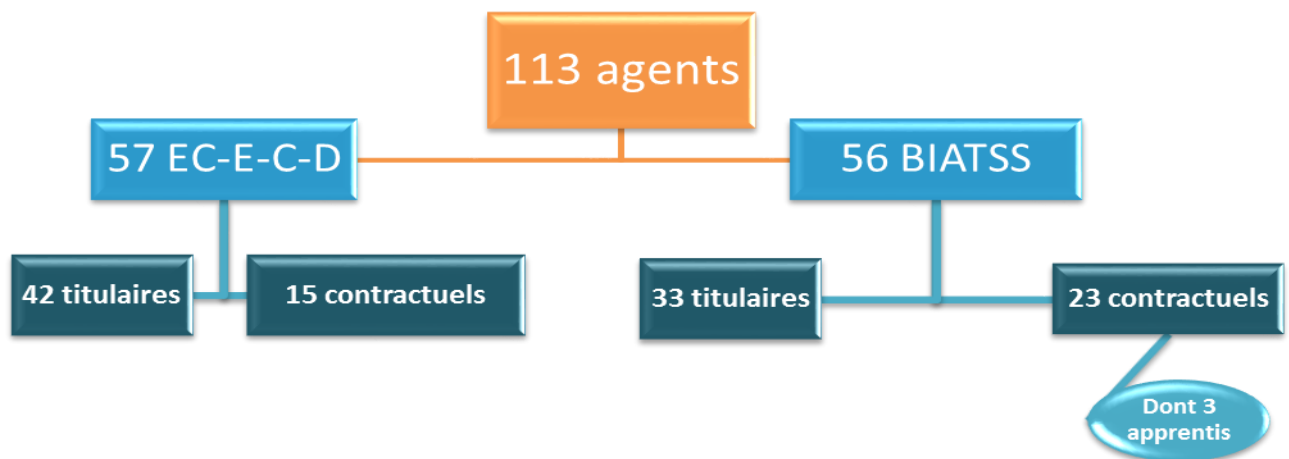 113 agents
57 EC-E-C-D
56 BIATSS
42 titulaires
15 contractuels
33 titulaires
23 contractuels
Dont 3
apprentis